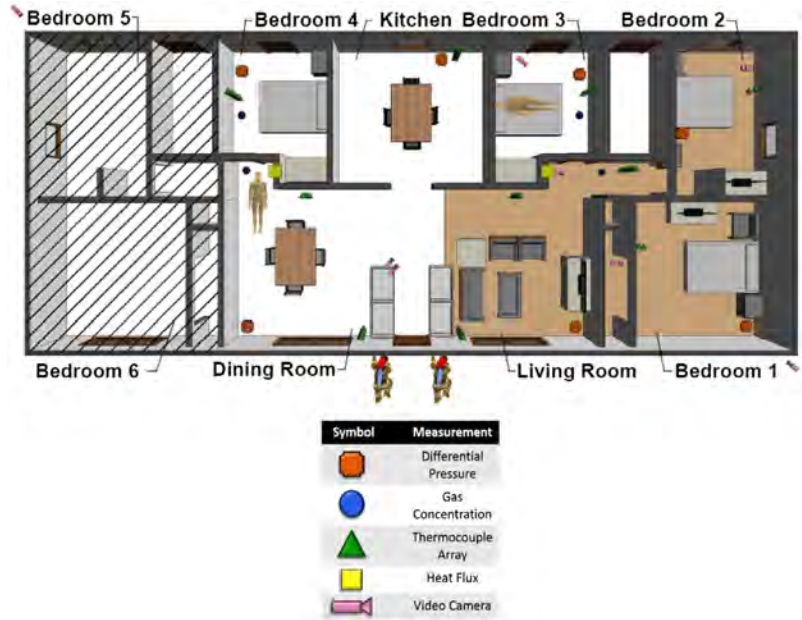 Bedroom 5
Bedroom 4
Kitchen
Bedroom 3
Bedroom 2
Bedroom 6
Dining Room
Living Room
Bedroom 1
Symbol Measurement
Differential
Pressure
Gas
Concentration
Thermocouple
Array
Heat Flux
Video Camera